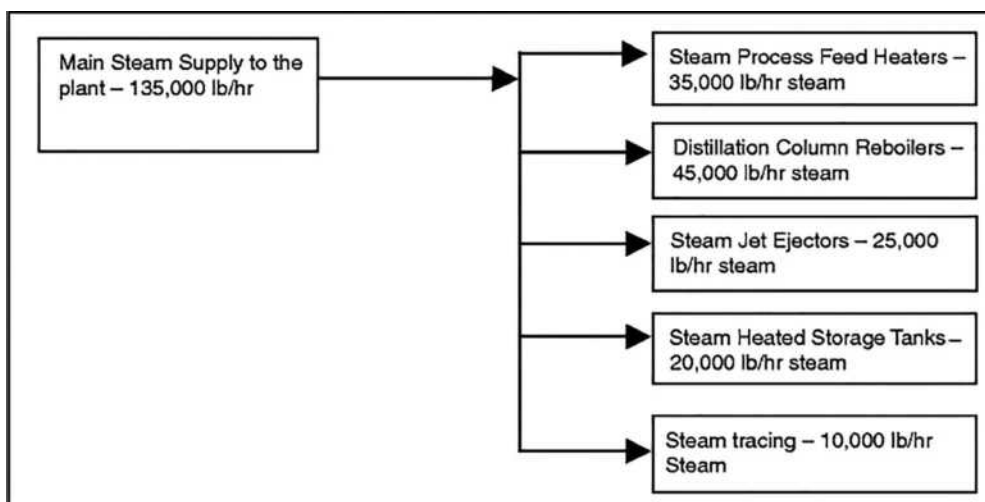 Main Steam Supply to the
plant – 135,000 lb/hr
Steam Process Feed Heaters –
35,000 lb/hr steam
Distillation Column Reboilers –
45,000 lb/hr steam
Steam Jet Ejectors – 25,000
lb/hr steam
Steam Heated Storage Tanks –
20,000 lb/hr steam
Steam tracing – 10,000 lb/hr
Steam